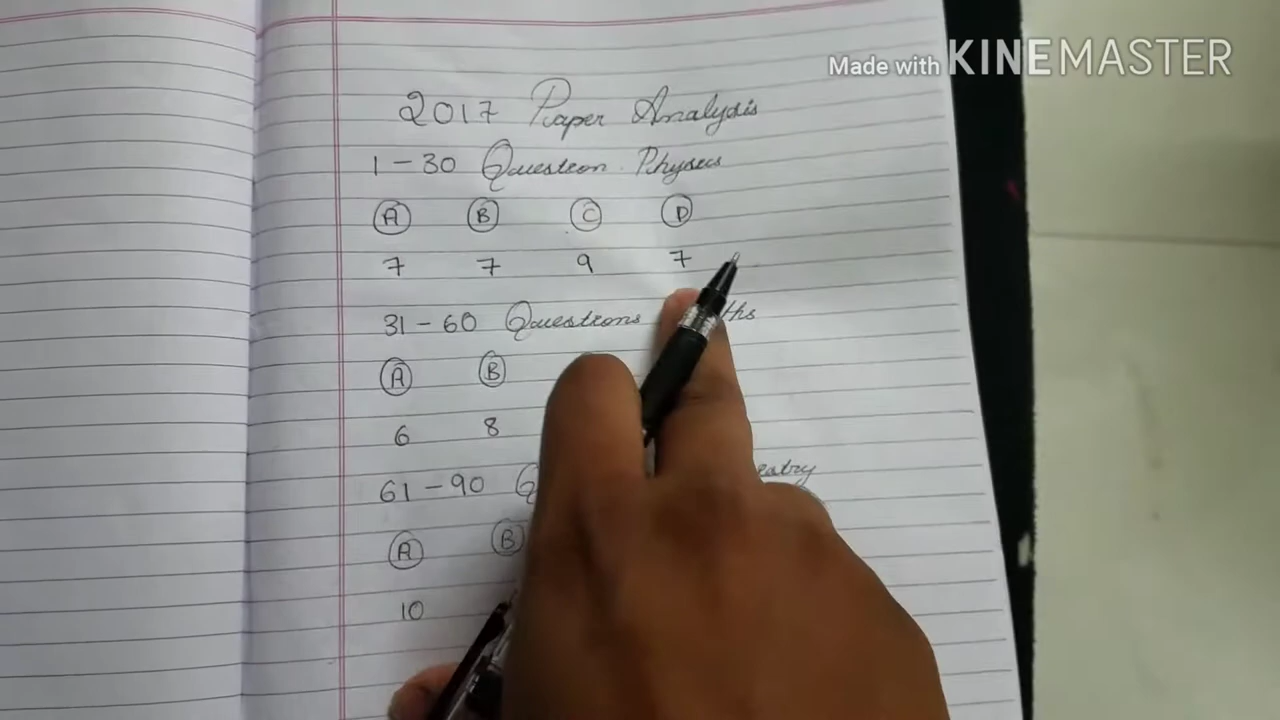 Made with KINEMASTER
2017 Paper Analysis
1 - 30 Question Physics
A B C D
7 7 9 7
31 - 60 Questions
A B
6 8
61 - 90
A B
10